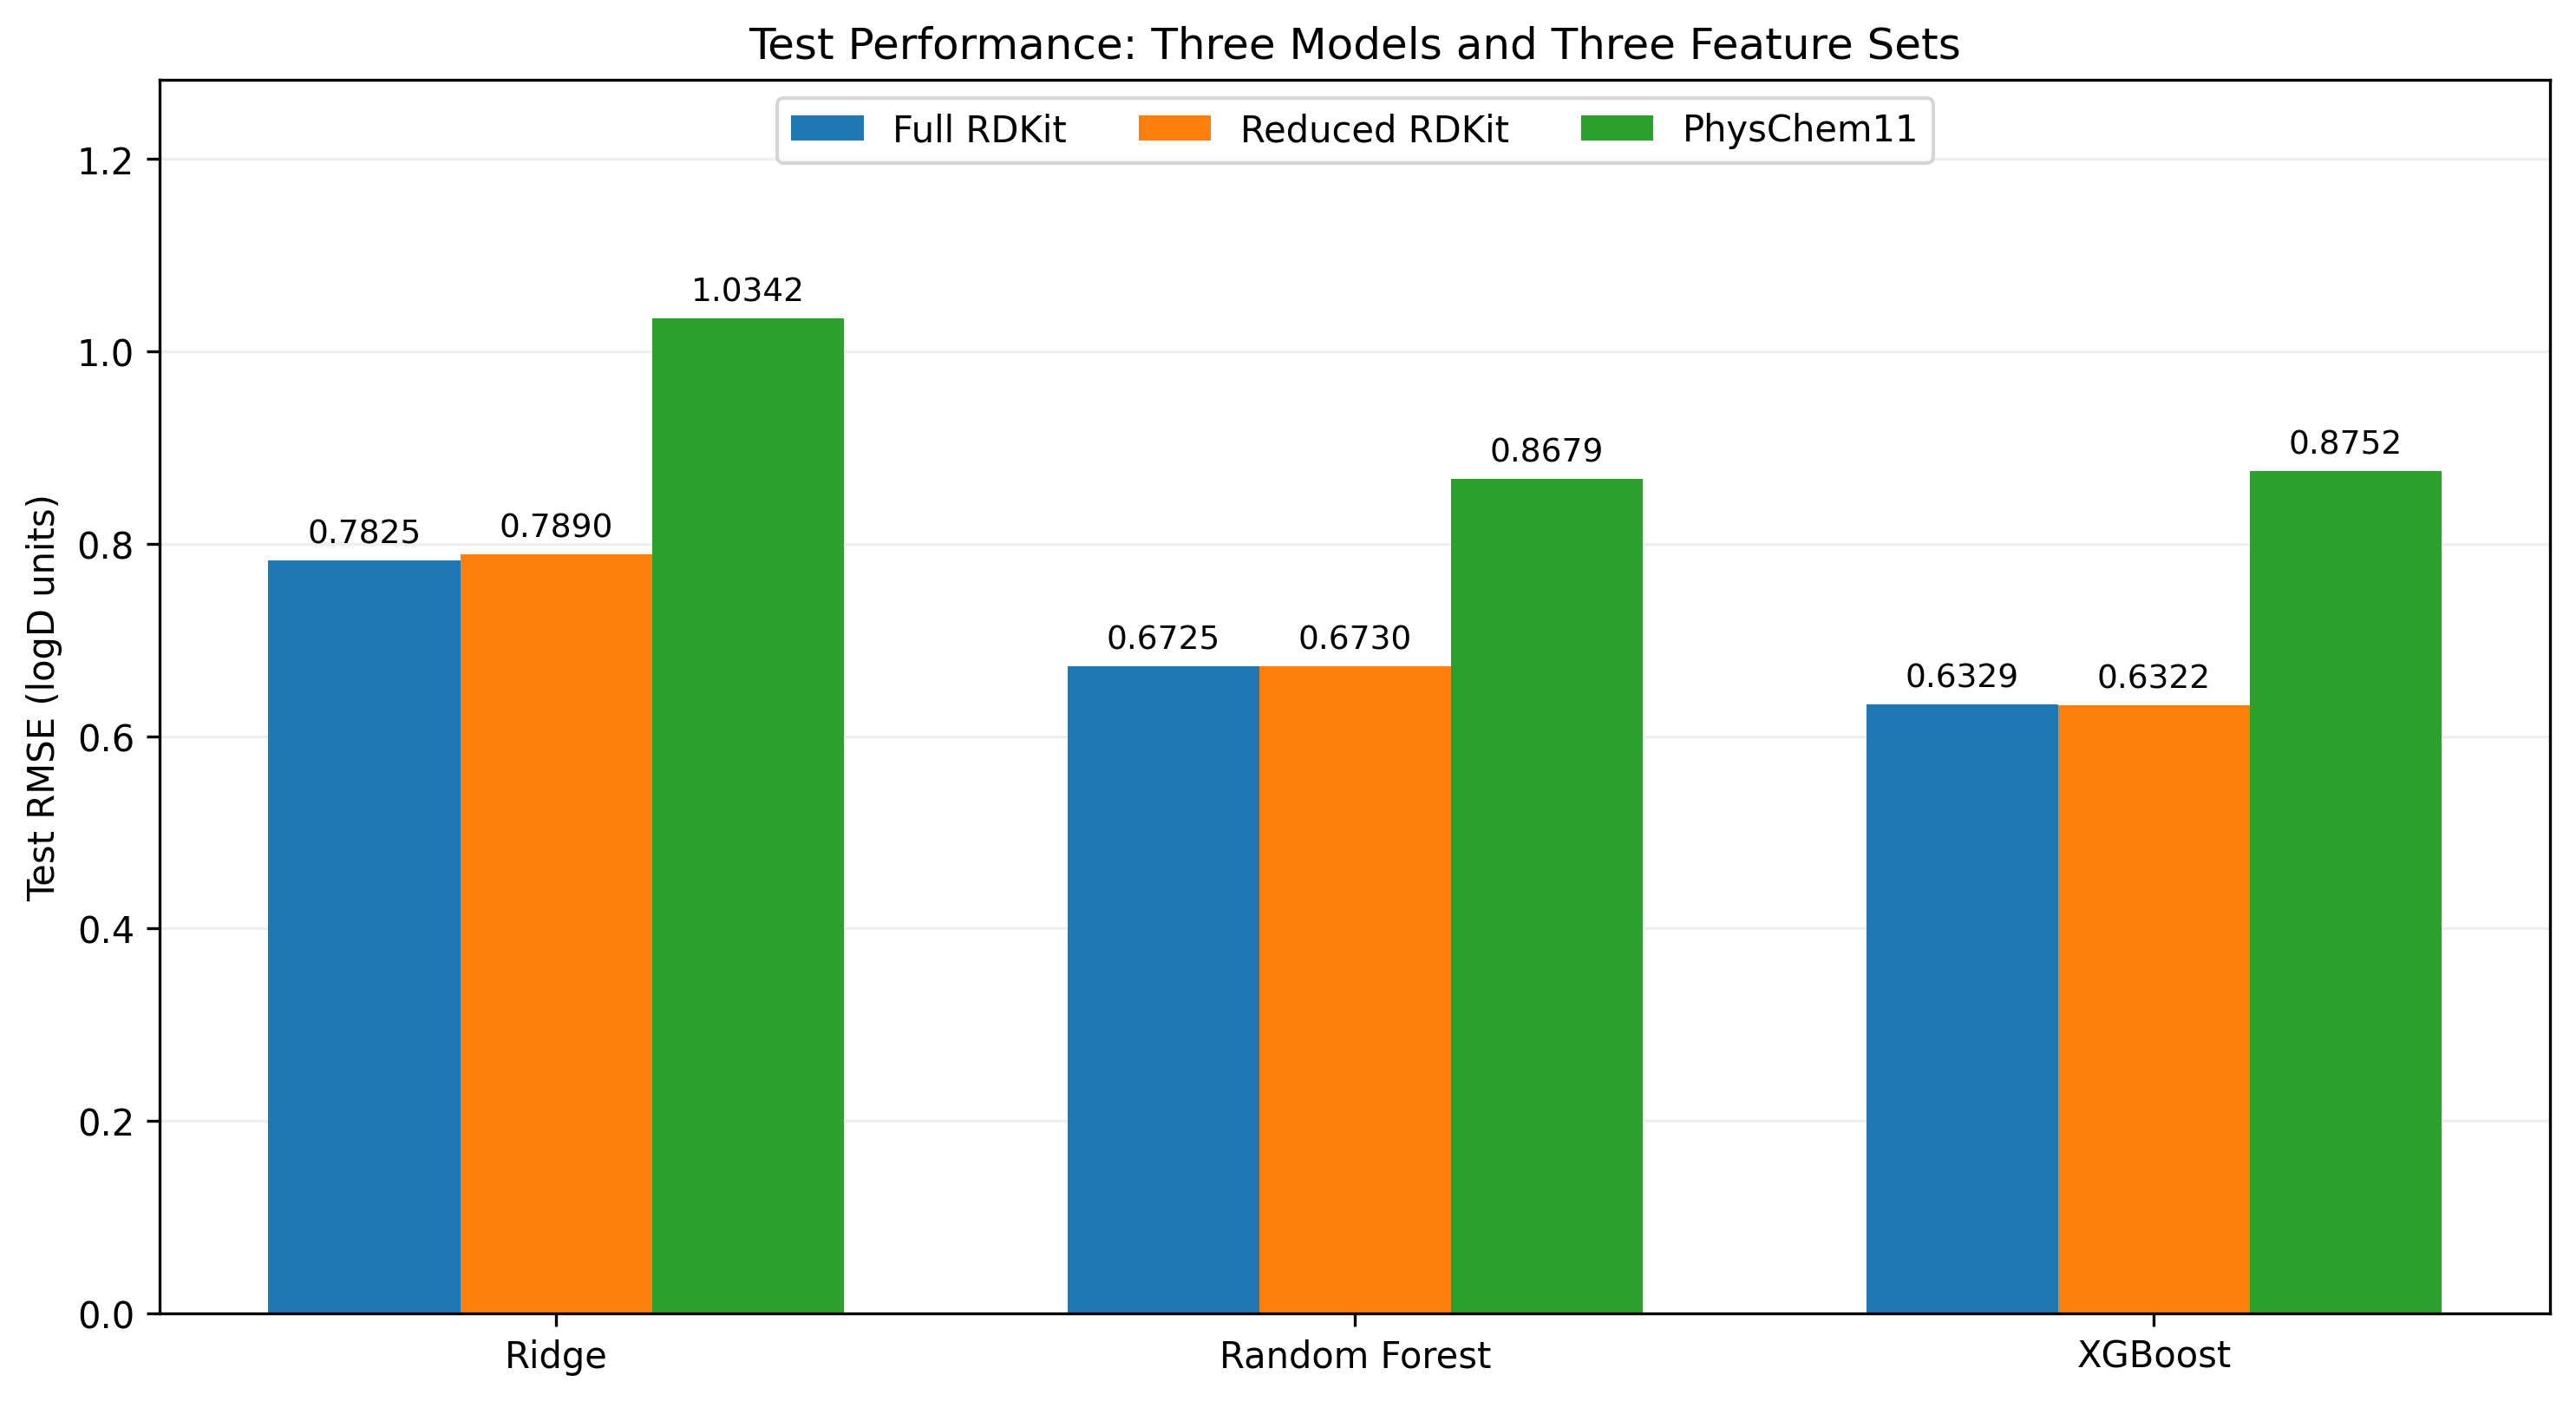 Test Performance: Three Models and Three Feature Sets
Full RDKit Reduced RDKit PhysChem11
Test RMSE (logD units)
1.2
1.0
0.8
0.6
0.4
0.2
0.0
0.7825 0.7890 1.0342
0.6725 0.6730 0.8679
0.6329 0.6322 0.8752
Ridge Random Forest XGBoost